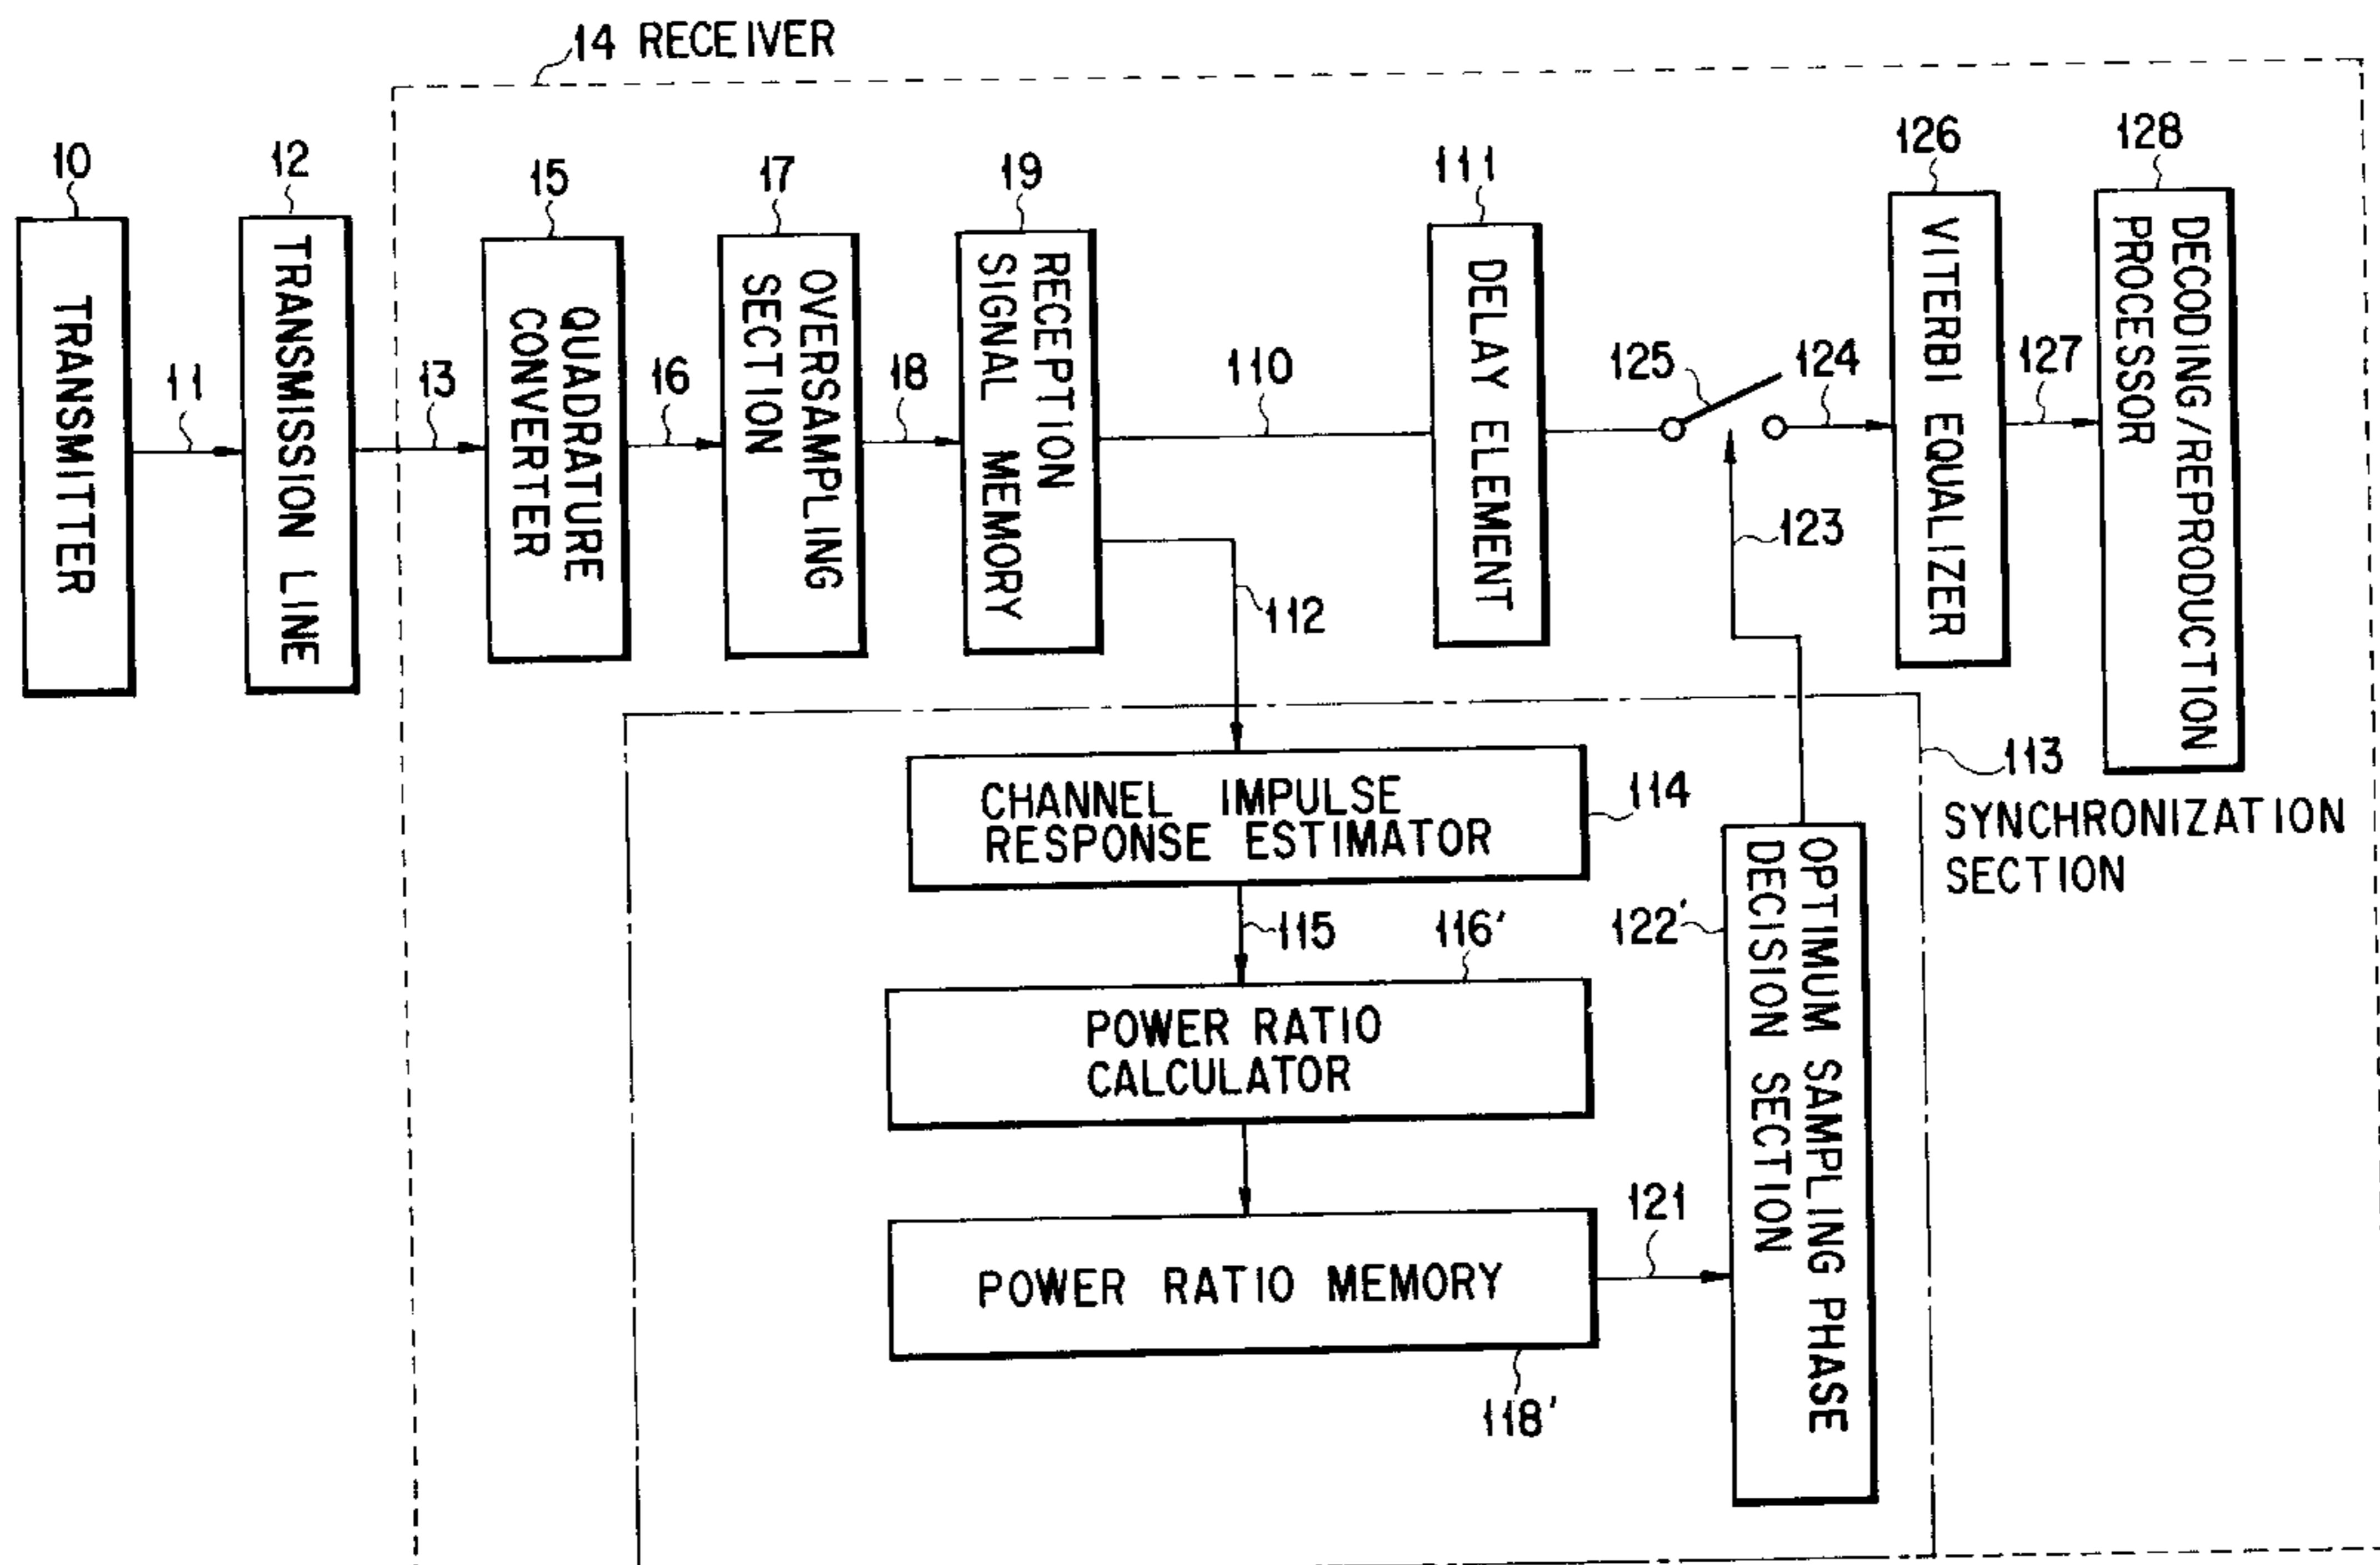 14 RECEIVER
10
TRANSMITTER
11
12
TRANSMISSION LINE
13
15
QUADRATURE
CONVERTER
16
17
OVERSAMPLING
SECTION
18
19
RECEPTION
SIGNAL MEMORY
110
112
111
DELAY ELEMENT
125
123
124
126
VITERBI EQUALIZER
127
128
DECODING/REPRODUCTION
PROCESSOR
113
SYNCHRONIZATION
SECTION
CHANNEL IMPULSE
RESPONSE ESTIMATOR
114
115
116'
POWER RATIO
CALCULATOR
POWER RATIO MEMORY
118'
121
122'
OPTIMUM SAMPLING PHASE
DECISION SECTION